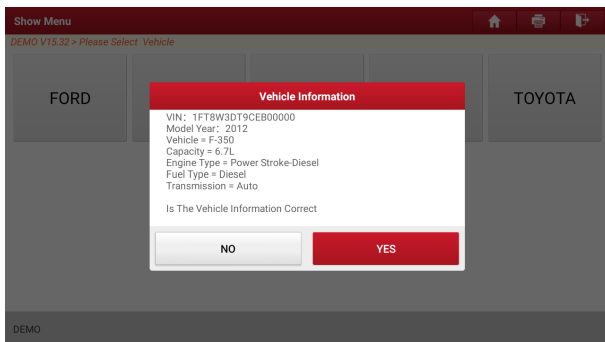 Show Menu
DEMO V15.32 > Please Select Vehicle
FORD
TOYOTA
Vehicle Information
VIN: 1FT8W3DT9CEB00000
Model Year: 2012
Vehicle = F-350
Capacity = 6.7L
Engine Type = Power Stroke-Diesel
Fuel Type = Diesel
Transmission = Auto
Is The Vehicle Information Correct
NO
YES
DEMO